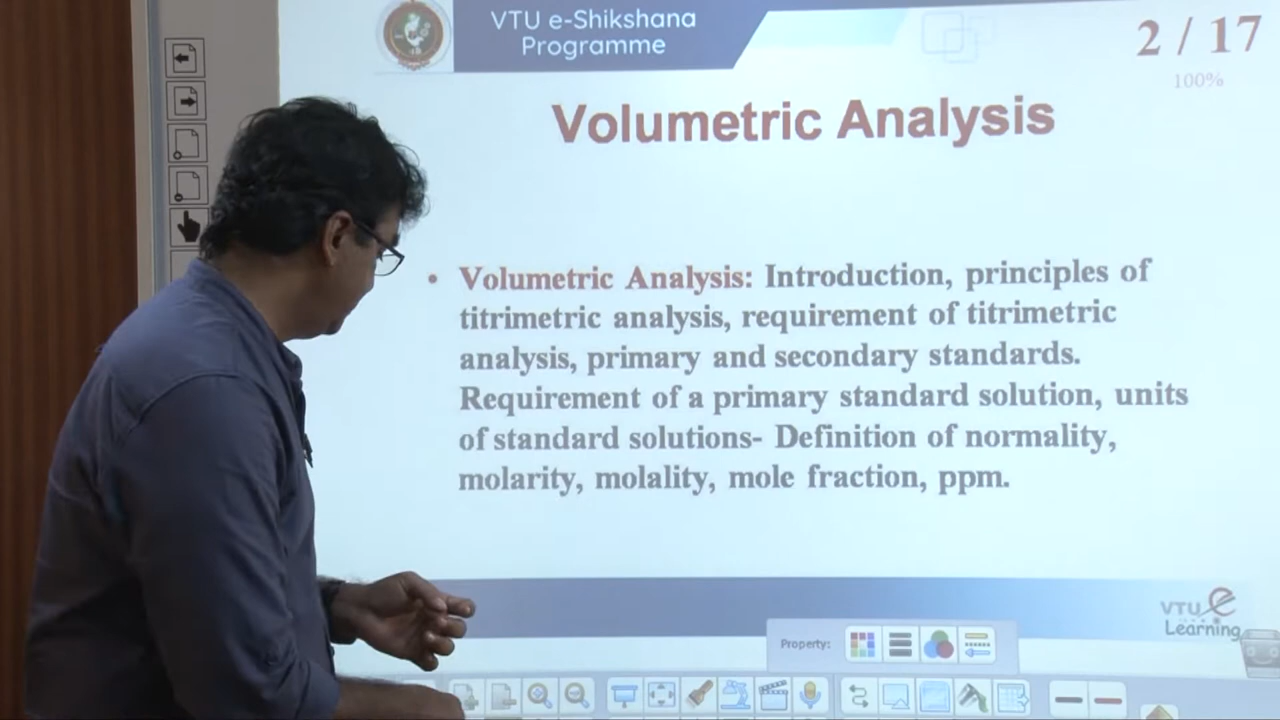 VTU e-Shikshana
Programme
2 / 17
100%
Volumetric Analysis
• Volumetric Analysis: Introduction, principles of
titrimetric analysis, requirement of titrimetric
analysis, primary and secondary standards.
Requirement of a primary standard solution, units
of standard solutions- Definition of normality,
molarity, molality, mole fraction, ppm.
VTU e
Learning
Property: